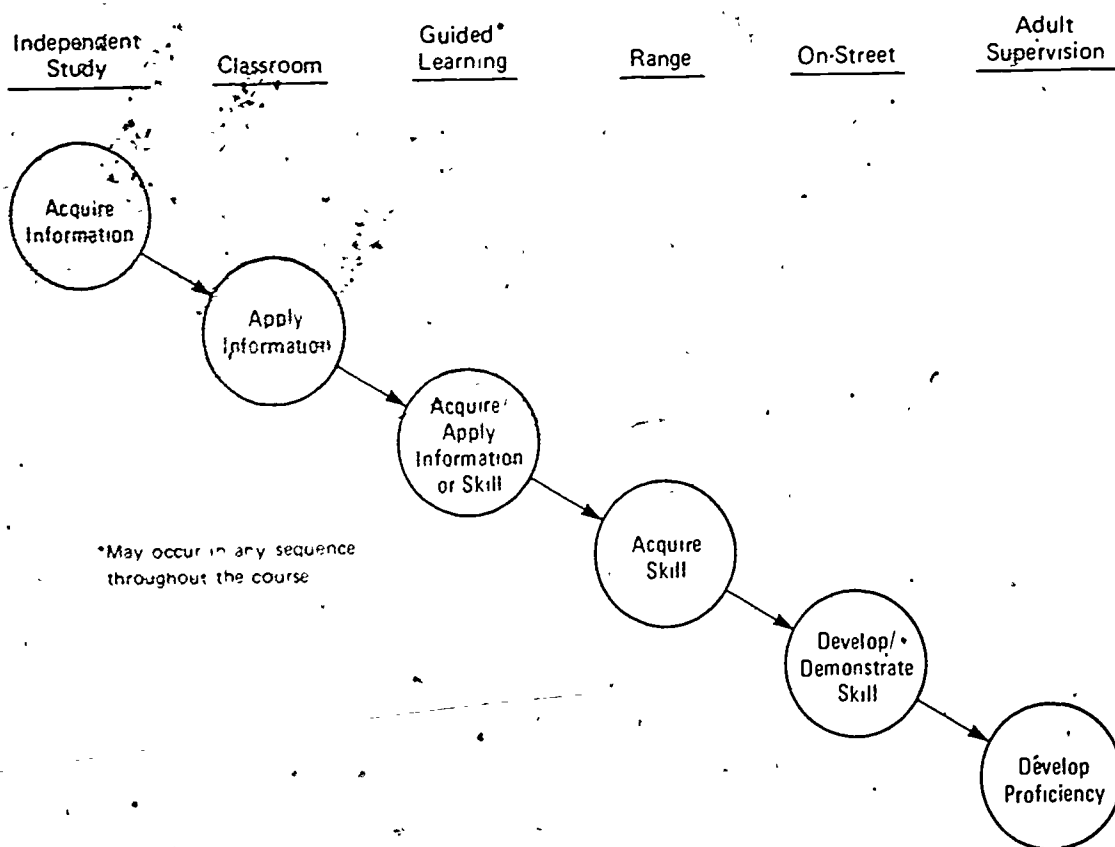 Independent
Study
Classroom
Guided*
Learning
Range
On-Street
Adult
Supervision
Acquire
Information
Apply
Information
Acquire/
Apply
Information
or Skill
*May occur in any sequence
throughout the course
Acquire
Skill
Develop/
Demonstrate
Skill
Develop
Proficiency